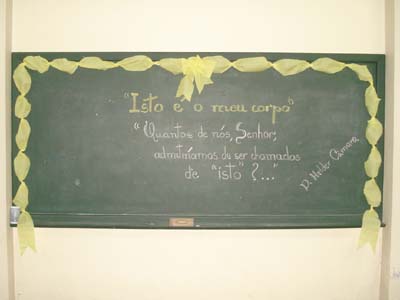 "Isto é o meu corpo"
"Quantos de nós, Senhor,
admitiríamos de ser chamados
de "isto"?..."
D. Helder Câmara